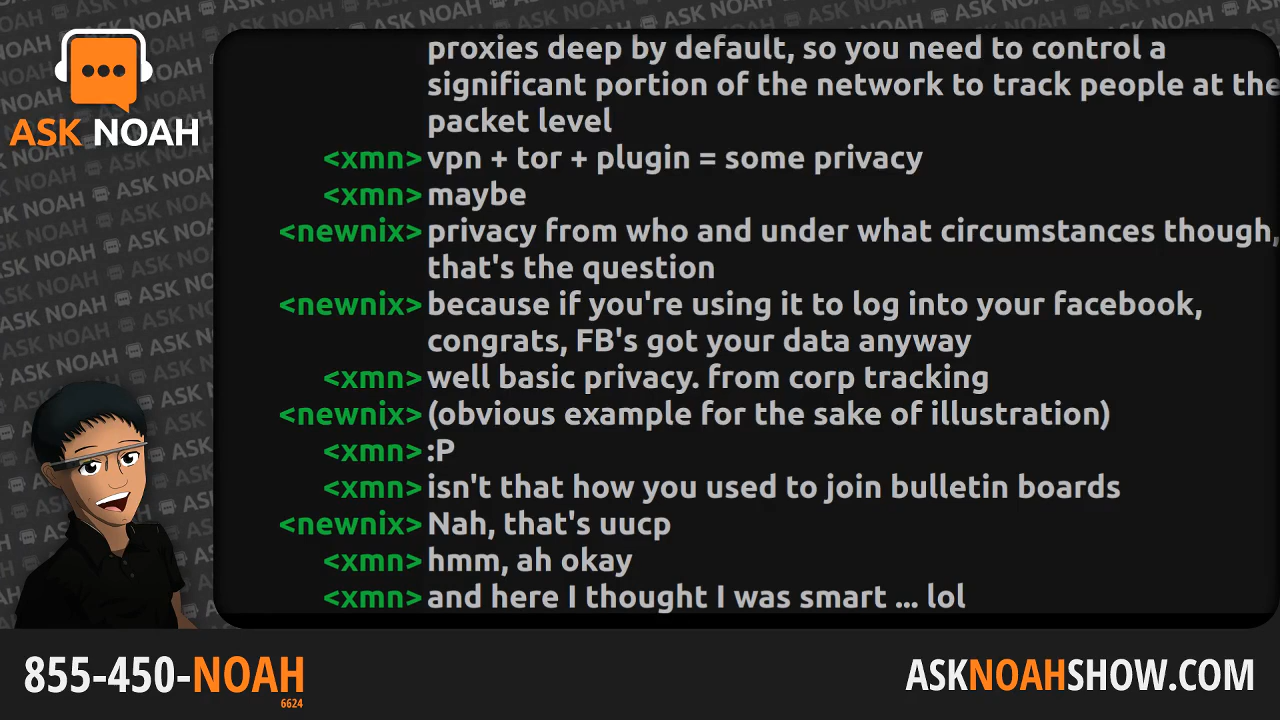 ASK NOAH
proxies deep by default, so you need to control a
significant portion of the network to track people at the
packet level
<xmn> vpn + tor + plugin = some privacy
<xmn> maybe
<newnix> privacy from who and under what circumstances though,
that's the question
<newnix> because if you're using it to log into your facebook,
congrats, FB's got your data anyway
<xmn> well basic privacy. from corp tracking
<newnix> (obvious example for the sake of illustration)
<xmn> :P
<xmn> isn't that how you used to join bulletin boards
<newnix> Nah, that's uucp
<xmn> hmm, ah okay
<xmn> and here I thought I was smart ... lol
855-450-NOAH
6624
ASKNOAHSHOW.COM